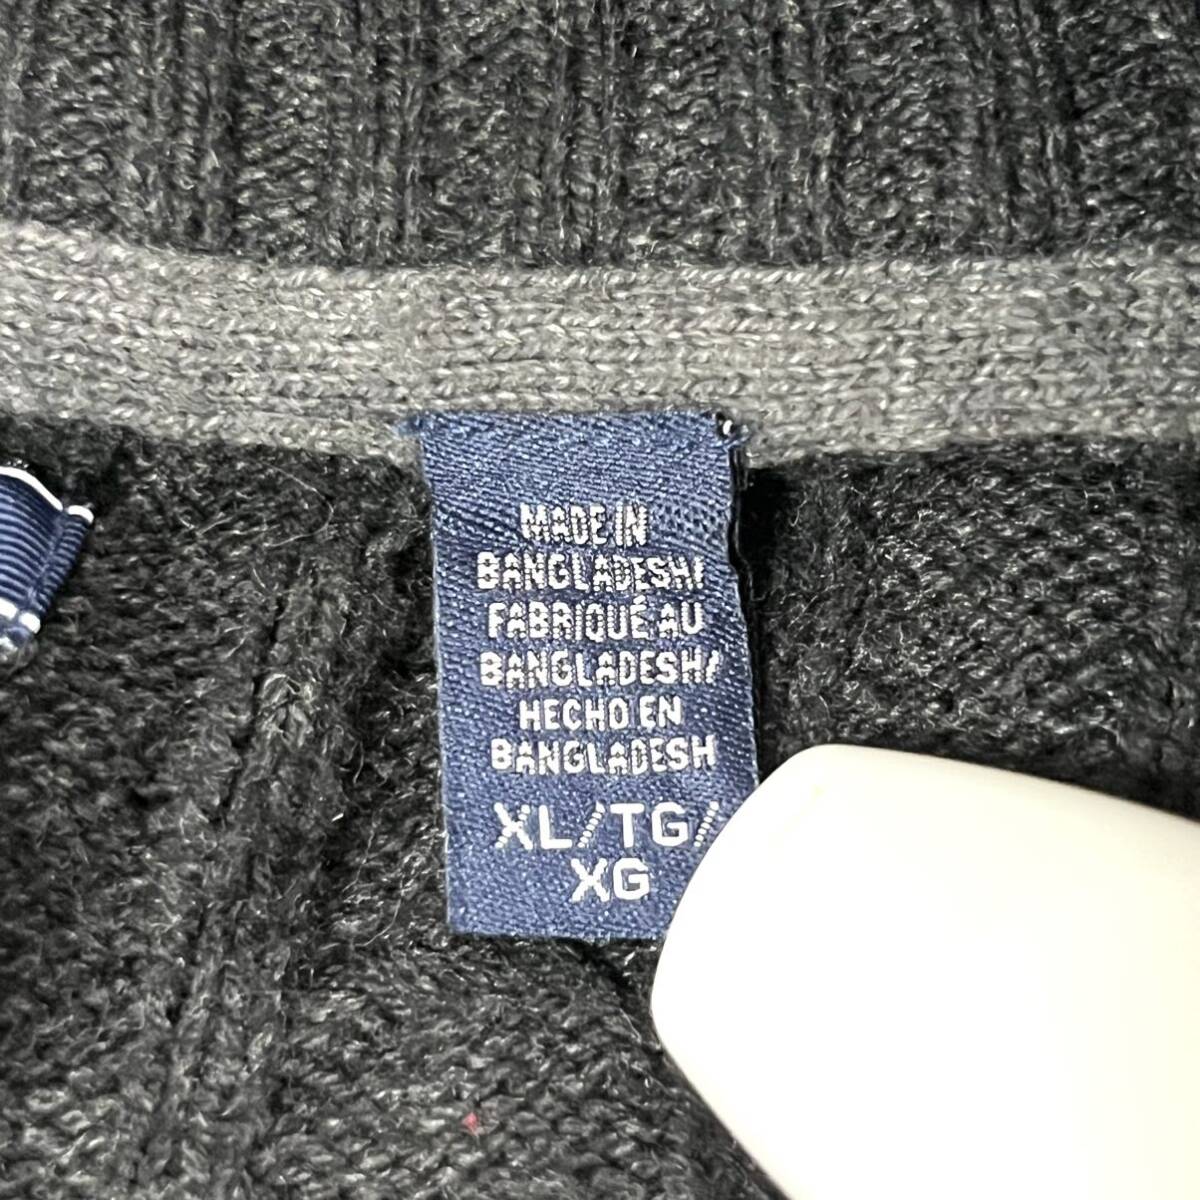 MADE IN
BANGLADESH/
FABRIQUÉ AU
BANGLADESH/
HECHO EN
BANGLADESH
XL/TG/
XG